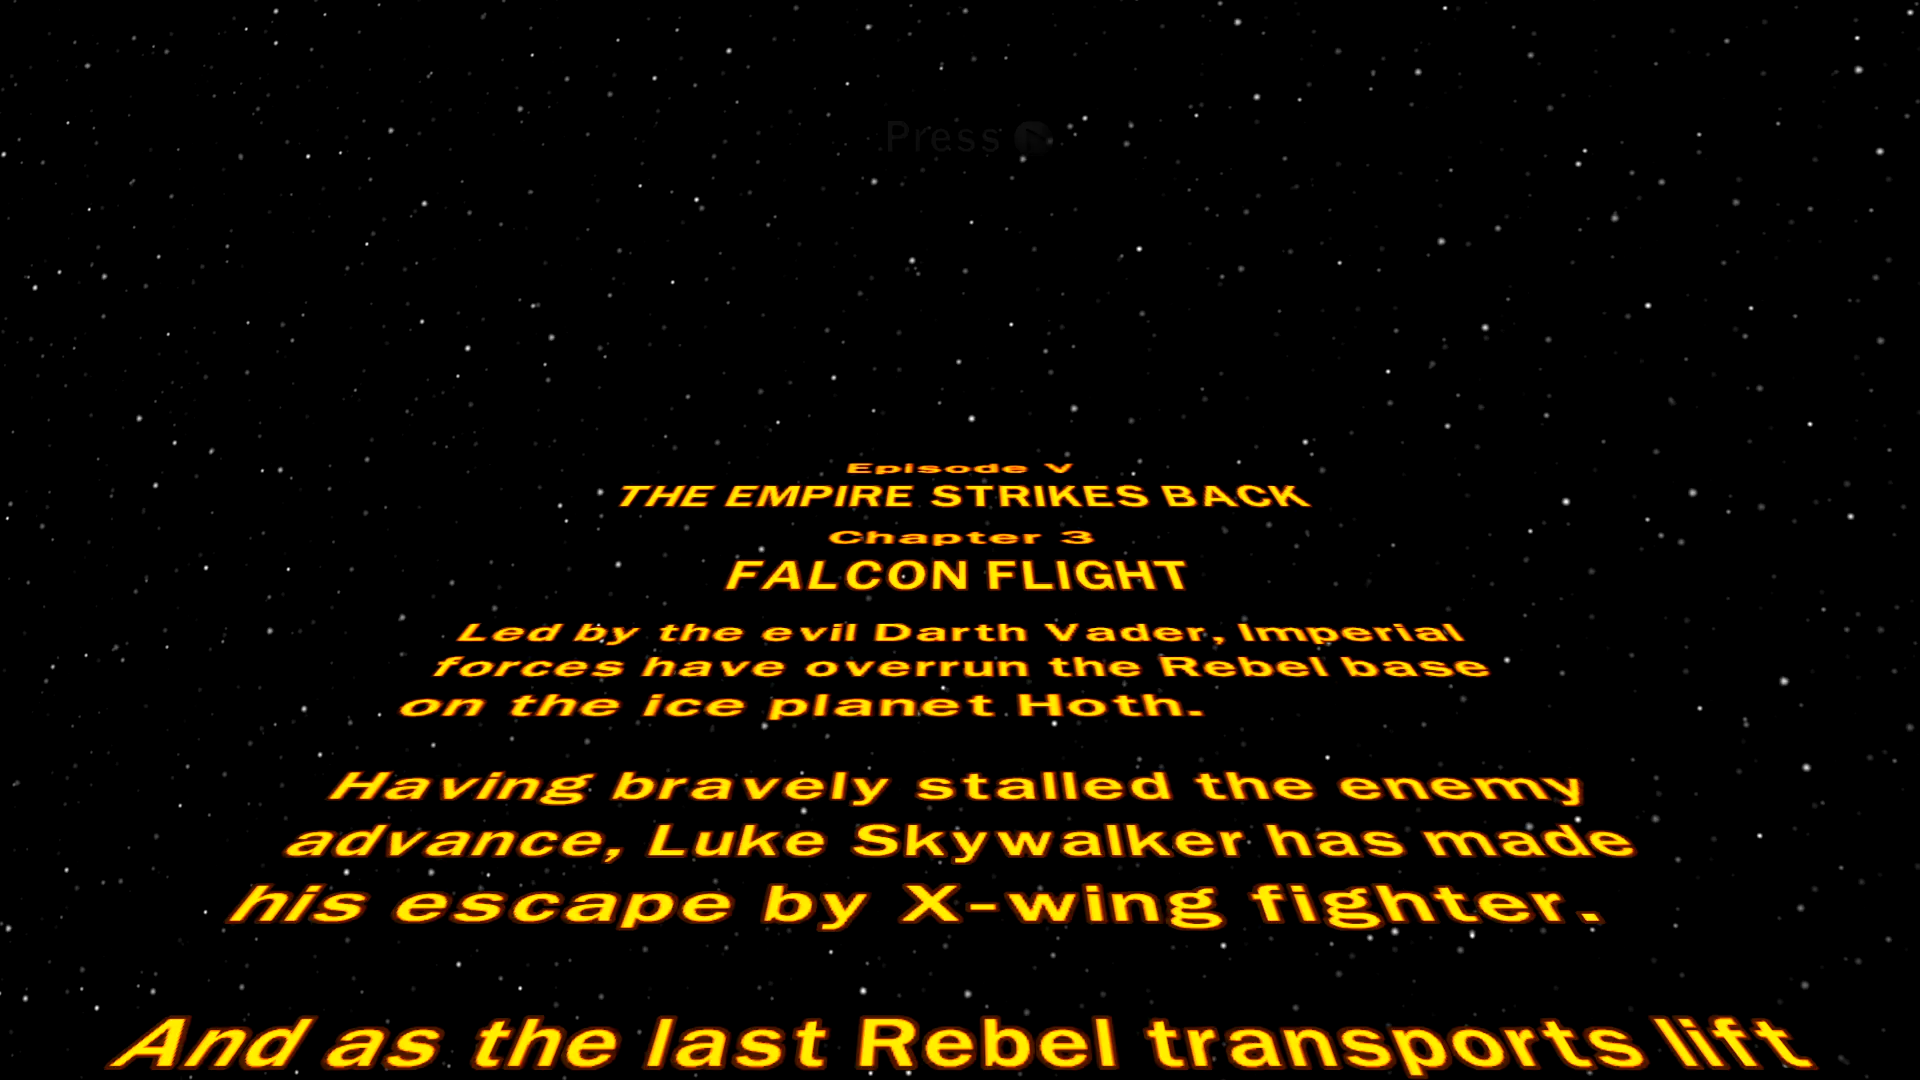 Press
Episode V
THE EMPIRE STRIKES BACK
Chapter 3
FALCON FLIGHT
Led by the evil Darth Vader, Imperial
forces have overrun the Rebel base
on the ice planet Hoth.
Having bravely stalled the enemy
advance, Luke Skywalker has made
his escape by X-wing fighter.
And as the last Rebel transports lift